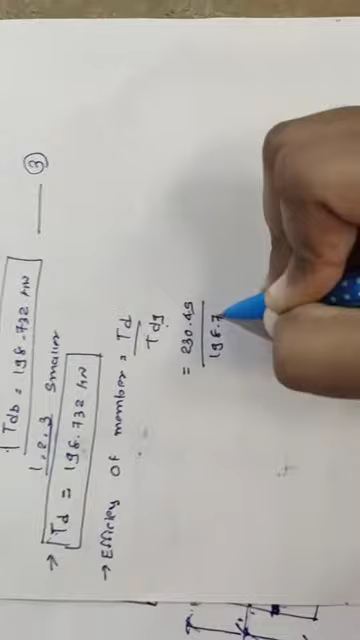 Tdb = 198.732 kN ——— ③
1, 2, 3 smaller
→ Td = 198.732 kN
→ Efficiey of member = Td / Tdg
= 230.45 / 198.7